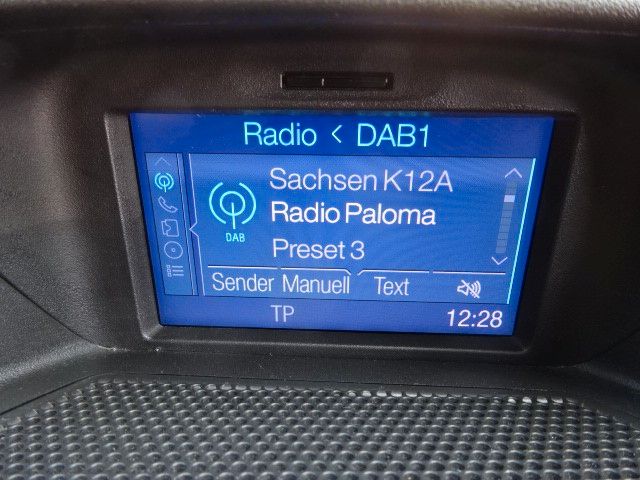 Radio < DAB1
Sachsen K12A
Radio Paloma
DAB
Preset 3
Sender Manuell Text
TP 12:28